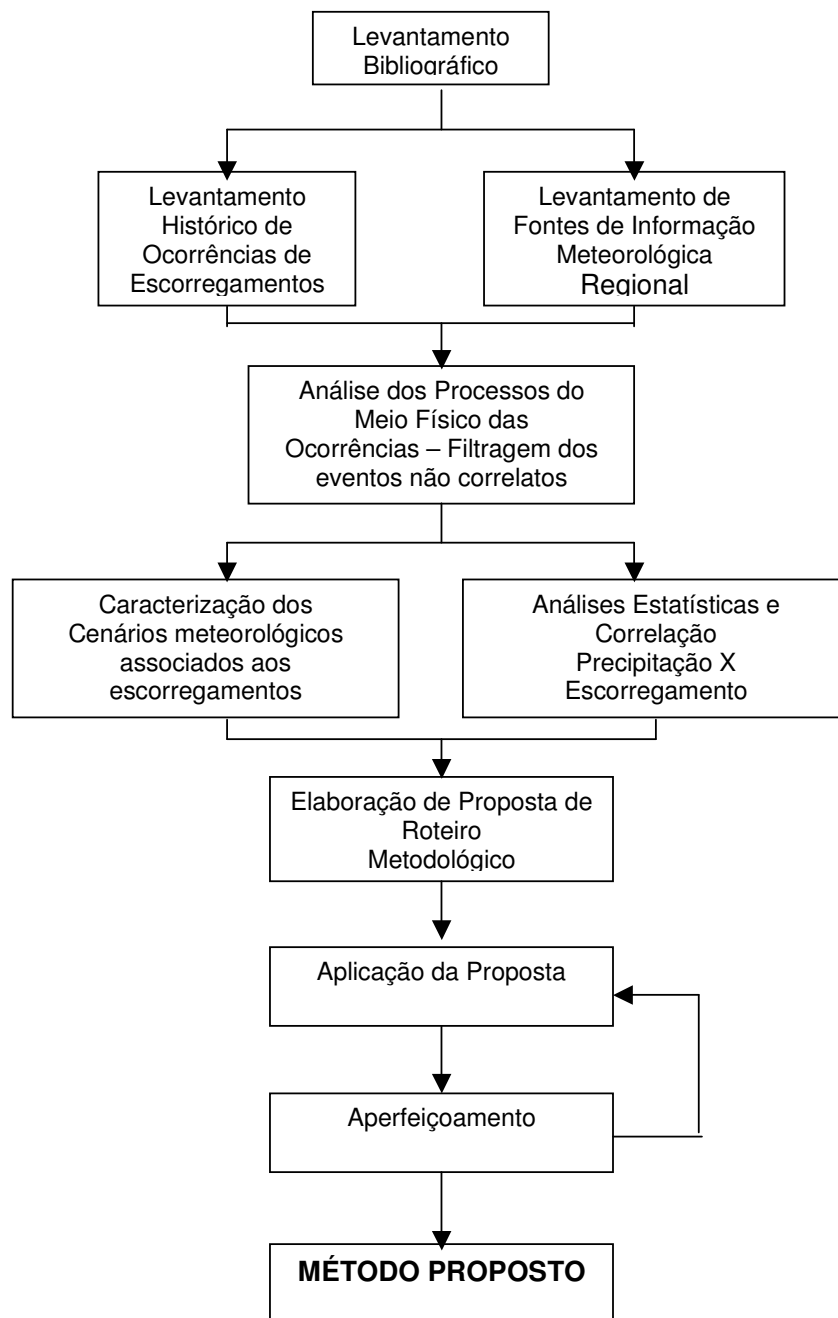 Levantamento
Bibliográfico
Levantamento
Histórico de
Ocorrências de
Escorregamentos
Levantamento de
Fontes de Informação
Meteorológica
Regional
Análise dos Processos do
Meio Físico das
Ocorrências – Filtragem dos
eventos não correlatos
Caracterização dos
Cenários meteorológicos
associados aos
escorregamentos
Análises Estatísticas e
Correlação
Precipitação X
Escorregamento
Elaboração de Proposta de
Roteiro
Metodológico
Aplicação da Proposta
Aperfeiçoamento
MÉTODO PROPOSTO